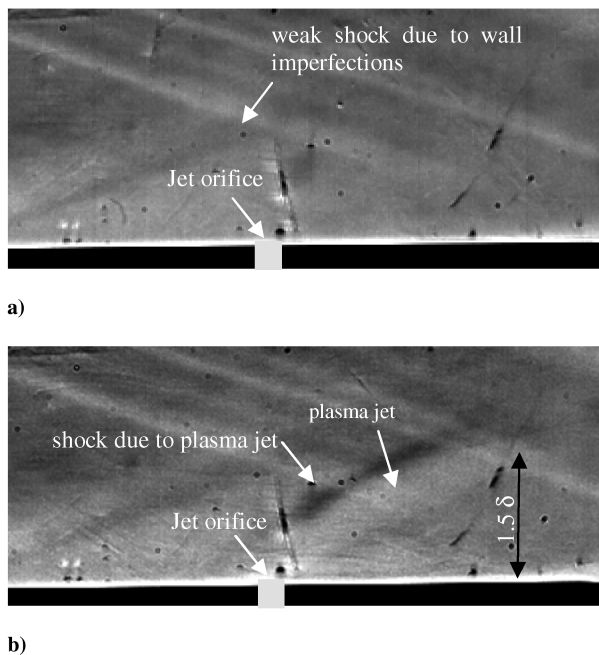 weak shock due to wall
imperfections
Jet orifice
a)
plasma jet
shock due to plasma jet
Jet orifice
1.5 δ
b)